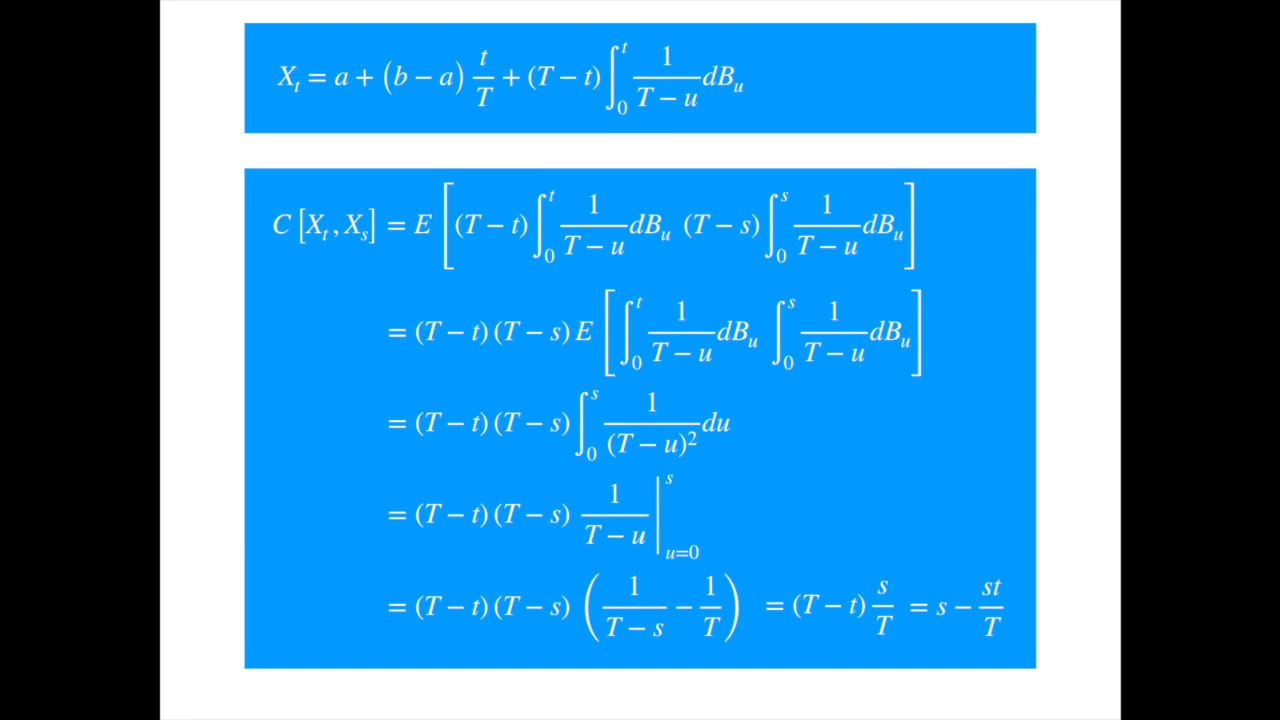 X_t = a + (b − a) t/T + (T − t) ∫_0^t 1/(T − u) dB_u
C [X_t, X_s] = E [(T − t) ∫_0^t 1/(T − u) dB_u (T − s) ∫_0^s 1/(T − u) dB_u]
= (T − t) (T − s) E [∫_0^t 1/(T − u) dB_u ∫_0^s 1/(T − u) dB_u]
= (T − t) (T − s) ∫_0^s 1/(T − u)² du
= (T − t) (T − s) 1/(T − u) |_{u=0}^s
= (T − t) (T − s) (1/(T − s) − 1/T) = (T − t) s/T = s − st/T